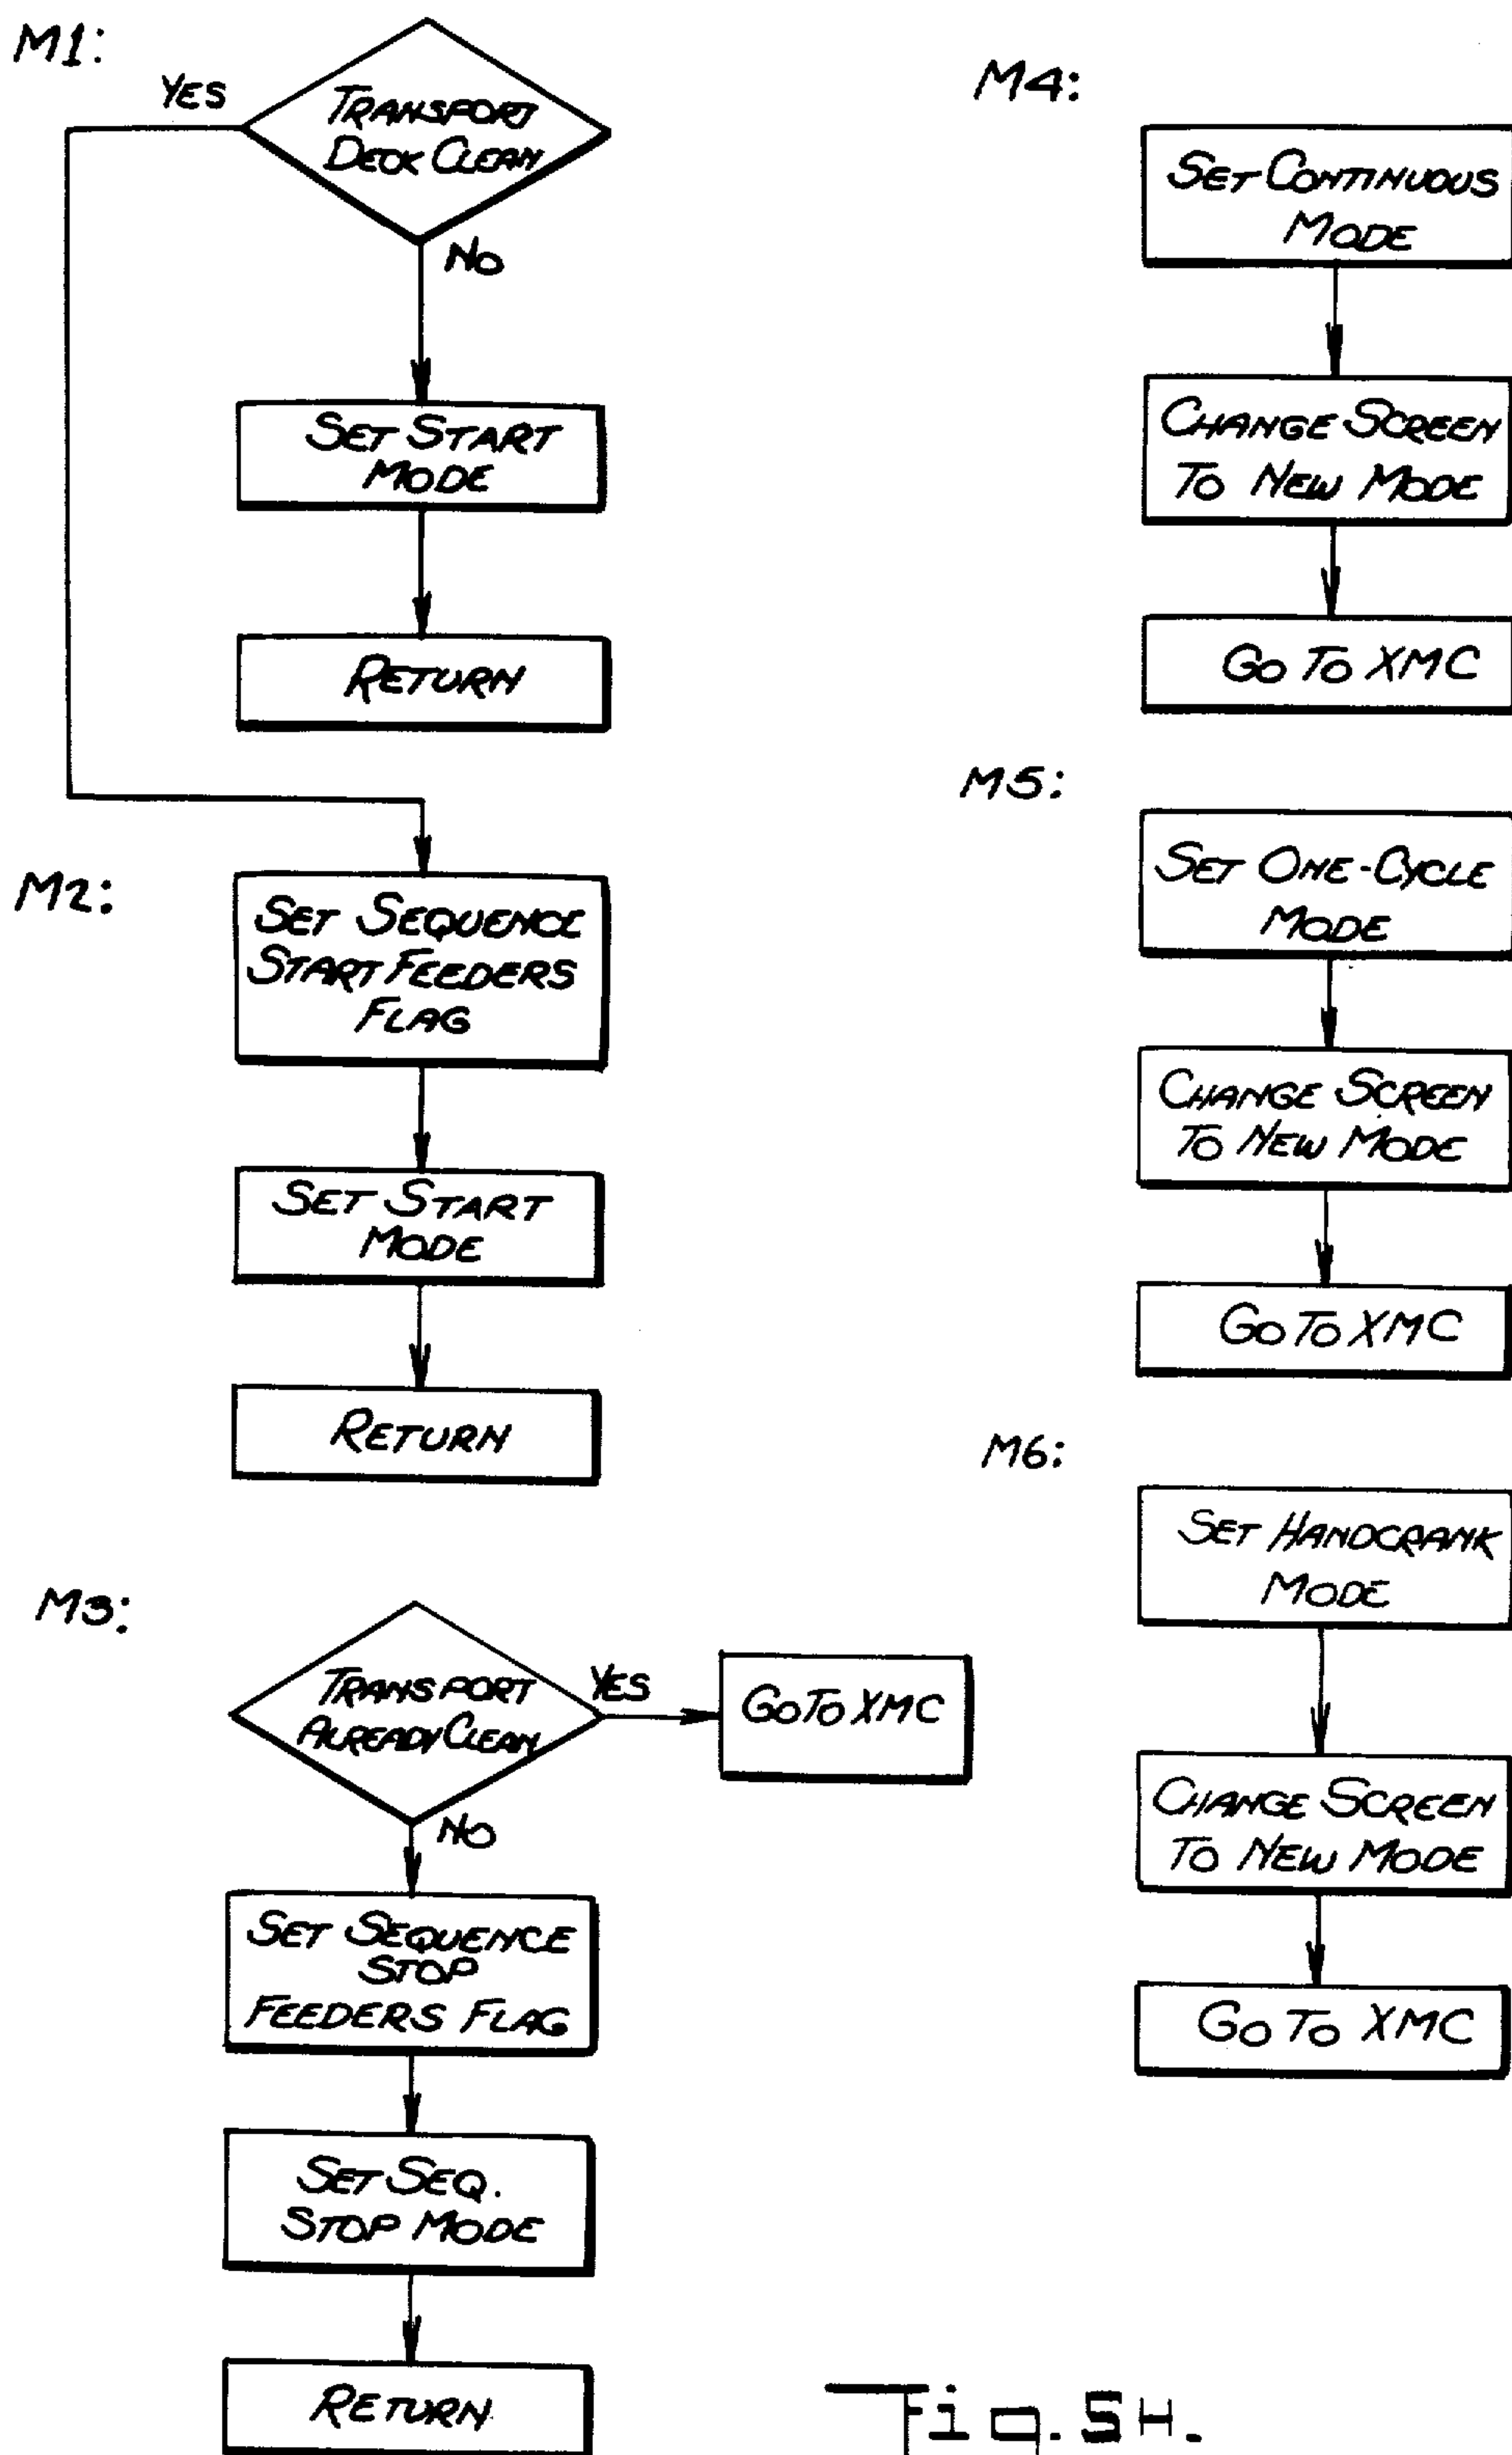 M1:
YES
TRANSPORT
DECK CLEAN
NO
SET START
MODE
RETURN
M2:
SET SEQUENCE
START FEEDERS
FLAG
SET START
MODE
RETURN
M3:
TRANSPORT
ALREADY CLEAN
YES
GO TO XMC
NO
SET SEQUENCE
STOP
FEEDERS FLAG
SET SEQ.
STOP MODE
RETURN
M4:
SET CONTINUOUS
MODE
CHANGE SCREEN
TO NEW MODE
GO TO XMC
M5:
SET ONE-CYCLE
MODE
CHANGE SCREEN
TO NEW MODE
GO TO XMC
M6:
SET HANDCRANK
MODE
CHANGE SCREEN
TO NEW MODE
GO TO XMC
Fig. 5H.